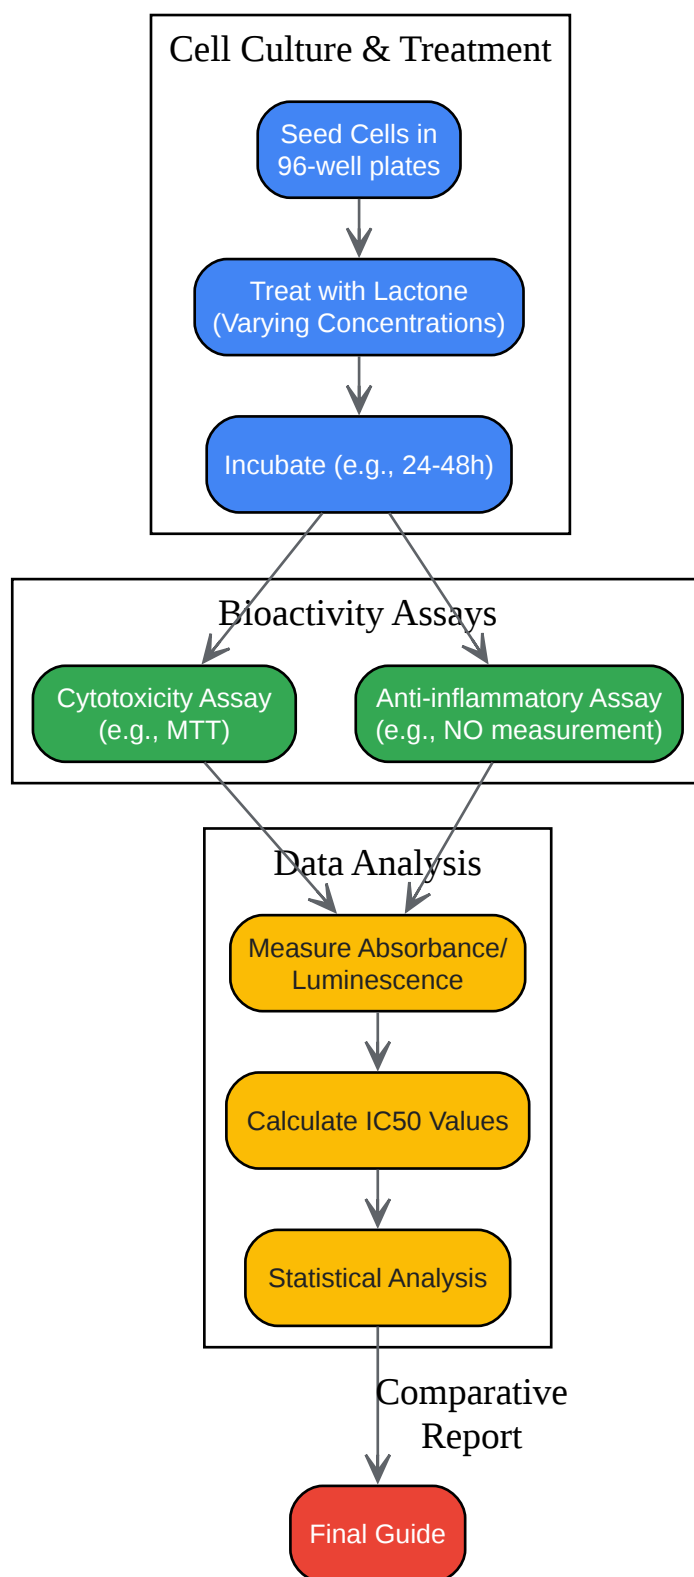 Cell Culture & Treatment
Seed Cells in
96-well plates
Treat with Lactone
(Varying Concentrations)
Incubate (e.g., 24-48h)
Bioactivity Assays
Cytotoxicity Assay
(e.g., MTT)
Anti-inflammatory Assay
(e.g., NO measurement)
Data Analysis
Measure Absorbance/
Luminescence
Calculate IC50 Values
Statistical Analysis
Comparative
Report
Final Guide